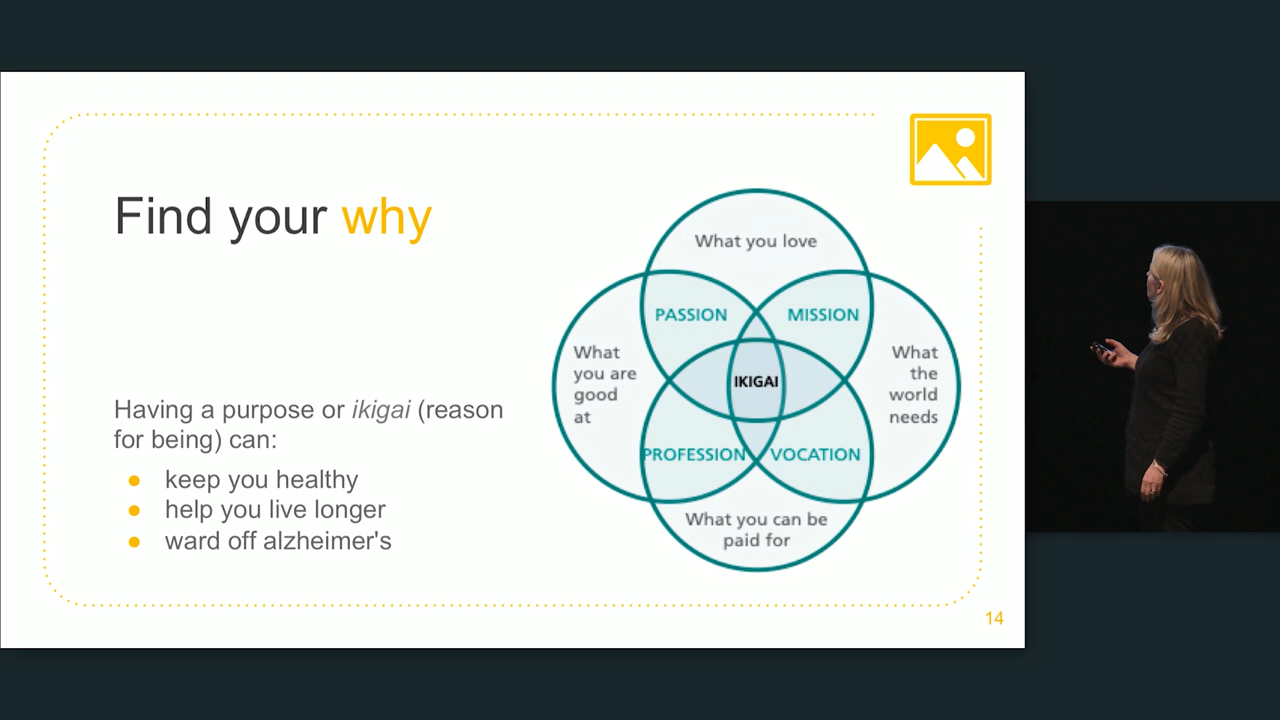 Find your why
Having a purpose or ikigai (reason
for being) can:
keep you healthy
help you live longer
ward off alzheimer's
What you love
PASSION
MISSION
What
you are
good
at
What
the
world
needs
IKIGAI
PROFESSION
VOCATION
What you can be
paid for
14